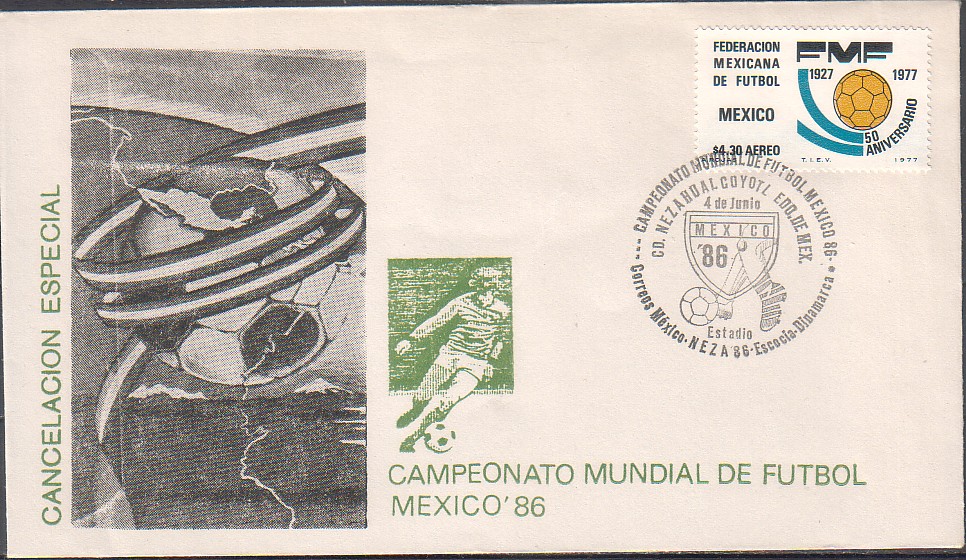 CANCELACION ESPECIAL
FEDERACION
MEXICANA
DE FUTBOL
MEXICO
$4.30 AEREO
FMF
1927 1977
50
ANIVERSARIO
T.I.E.V. 1977
CAMPEONATO MUNDIAL DE FUTBOL MEXICO 86
CD. NEZAHUALCOYOTL EDO. DE MEX.
4 de Junio
MEXICO
'86
Estadio
NEZA '86
Correos México
Escocia-Dinamarca
CAMPEONATO MUNDIAL DE FUTBOL
MEXICO '86